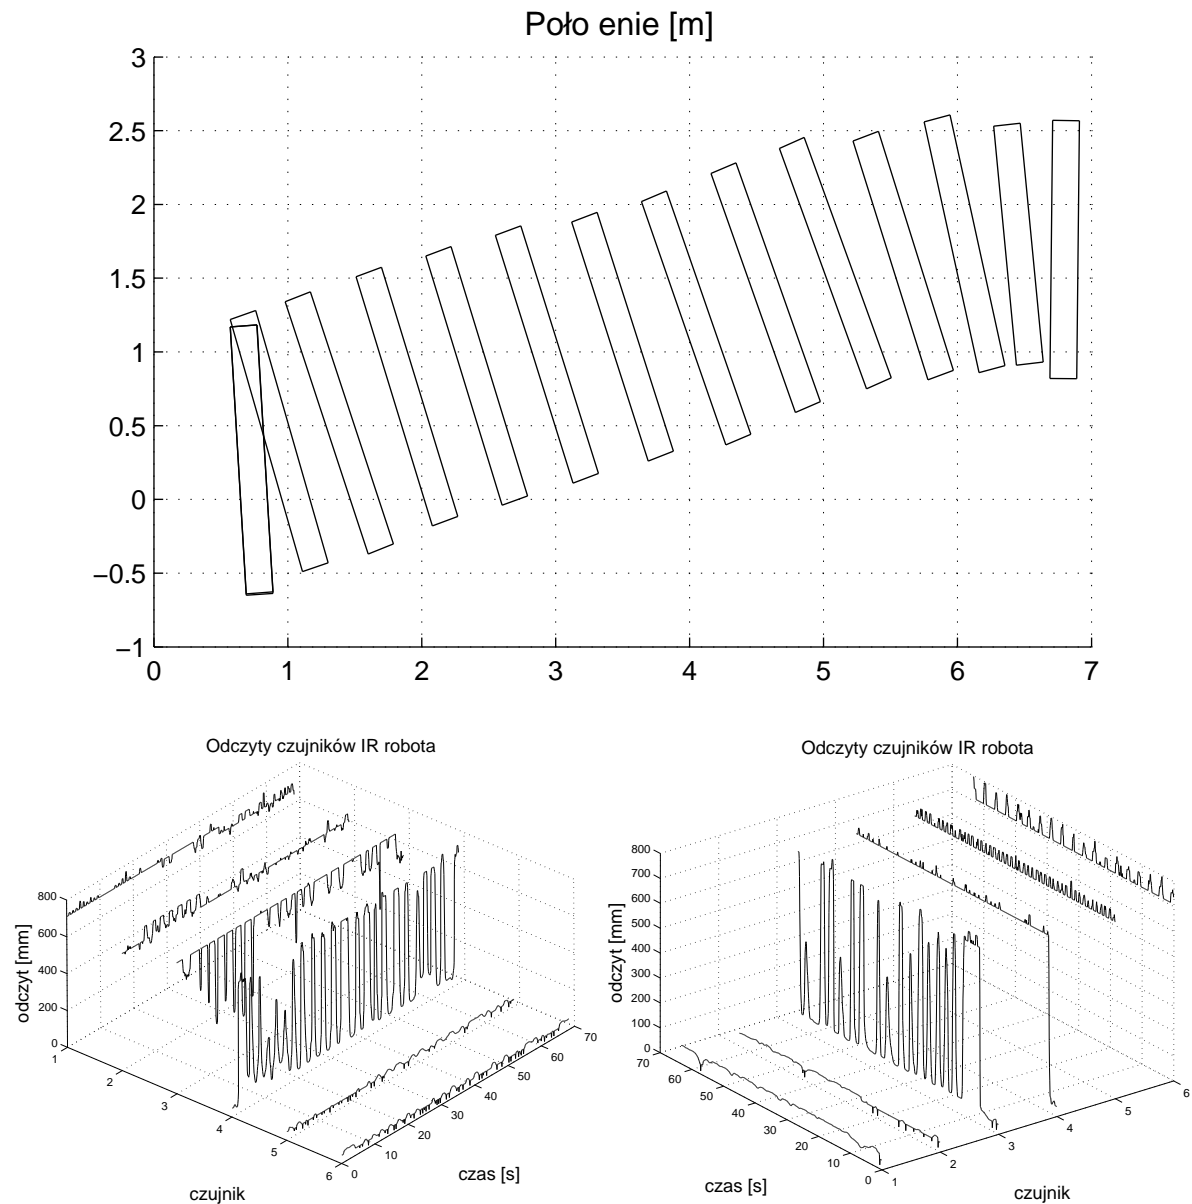 Poło enie [m]
3
2.5
2
1.5
1
0.5
0
−0.5
−1
0 1 2 3 4 5 6 7
Odczyty czujników IR robota
800
600
400
200
0
odczyt [mm]
1 2 3 4 5 6
czujnik
0 10 20 30 40 50 60 70
czas [s]
Odczyty czujników IR robota
800
700
600
500
400
300
200
100
0
odczyt [mm]
70 60 50 40 30 20 10 0
czas [s]
1 2 3 4 5 6
czujnik